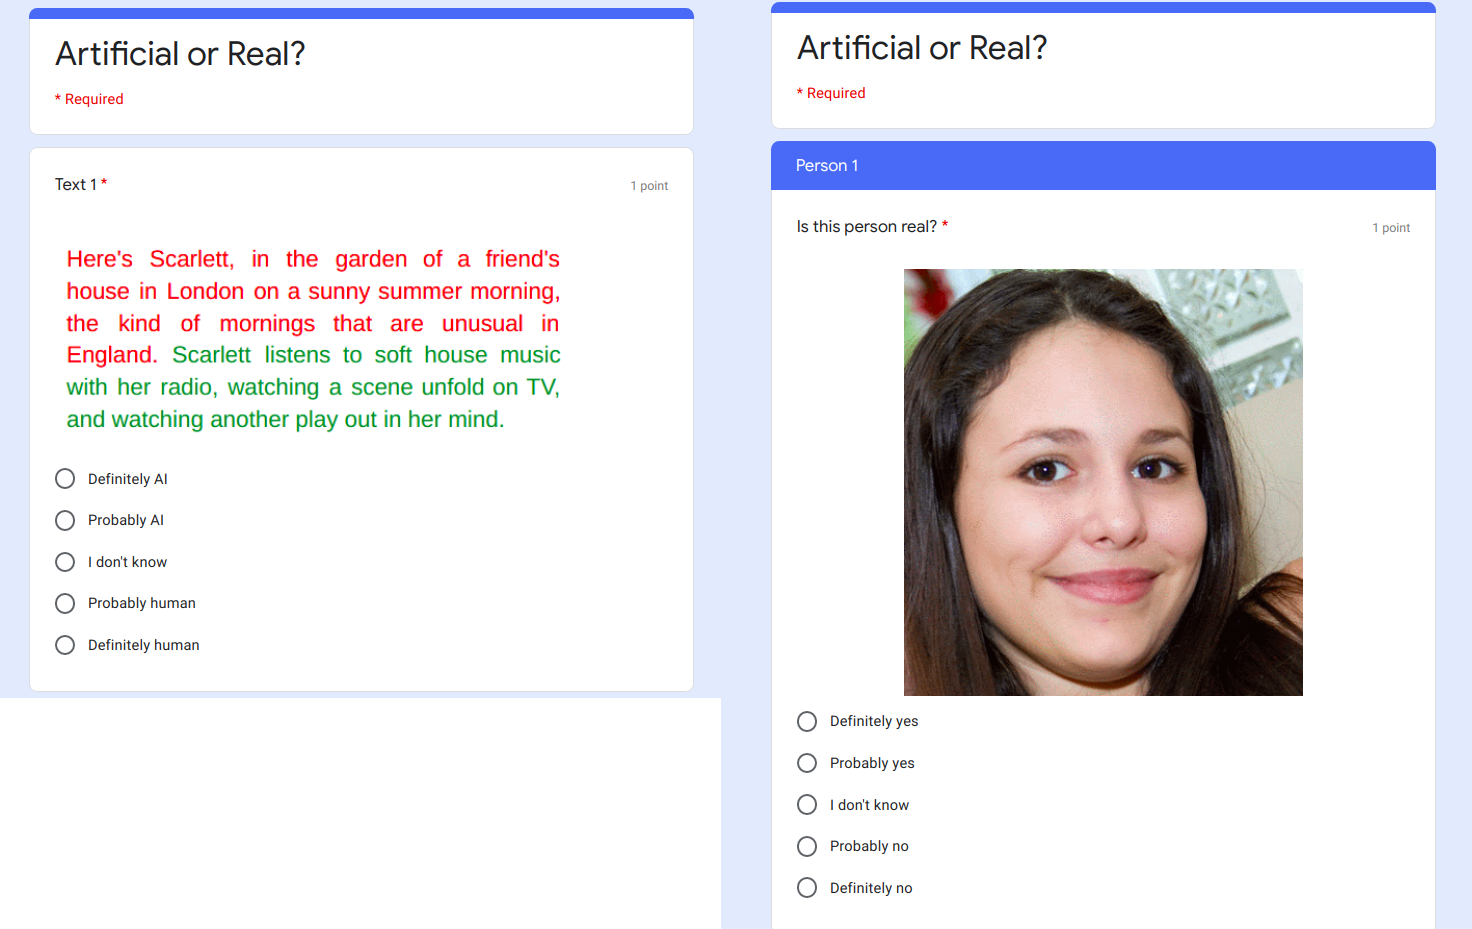 Artificial or Real?
* Required
Text 1 *
1 point
Here's Scarlett, in the garden of a friend's
house in London on a sunny summer morning,
the kind of mornings that are unusual in
England. Scarlett listens to soft house music
with her radio, watching a scene unfold on TV,
and watching another play out in her mind.
Definitely AI
Probably AI
I don't know
Probably human
Definitely human
Artificial or Real?
* Required
Person 1
Is this person real? *
1 point
Definitely yes
Probably yes
I don't know
Probably no
Definitely no